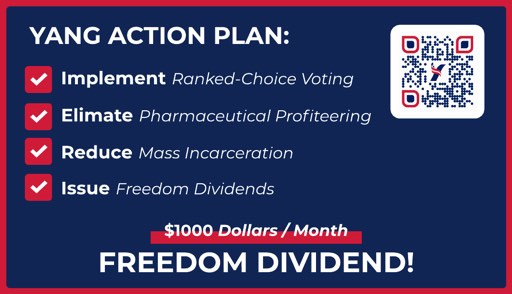 YANG ACTION PLAN:
Implement Ranked-Choice Voting
Elimate Pharmaceutical Profiteering
Reduce Mass Incarceration
Issue Freedom Dividends
$1000 Dollars / Month
FREEDOM DIVIDEND!